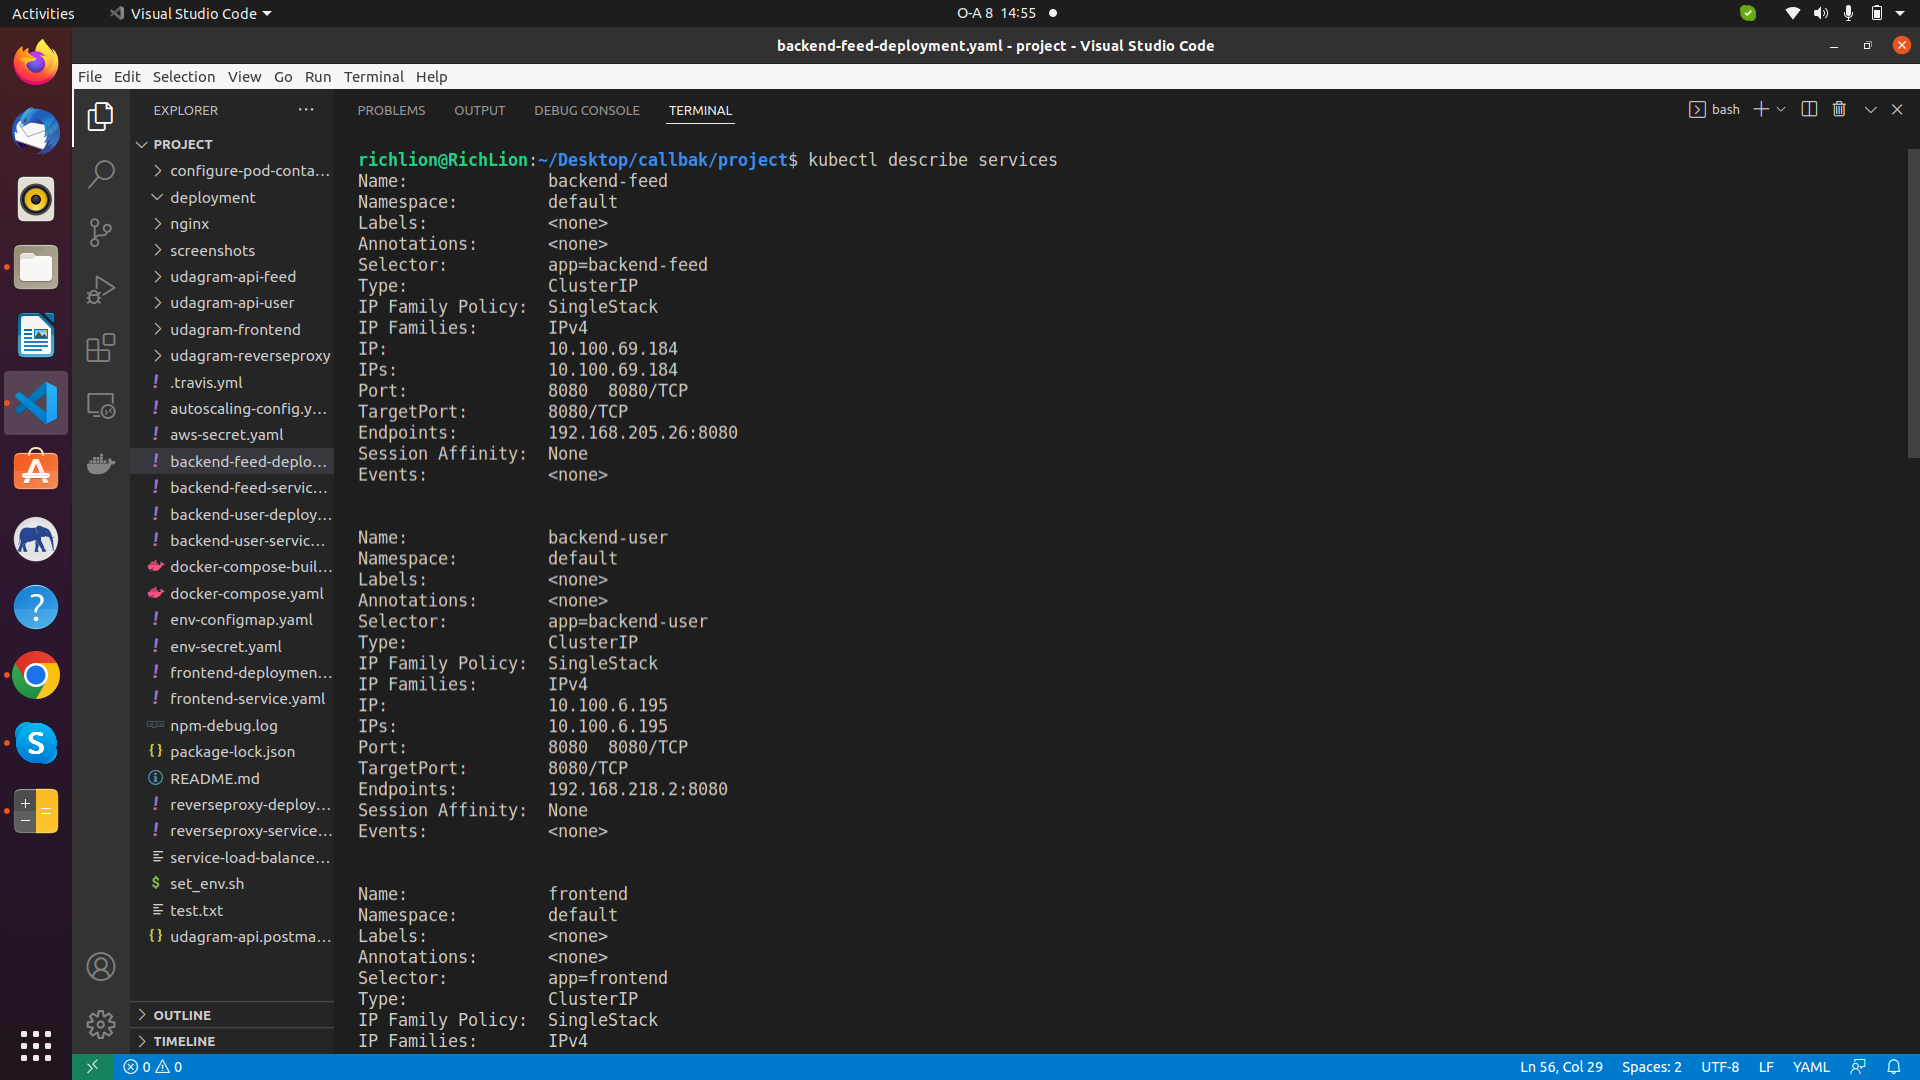 Activities
Visual Studio Code
O-A 8 14:55
backend-feed-deployment.yaml - project - Visual Studio Code
File Edit Selection View Go Run Terminal Help
EXPLORER
PROJECT
configure-pod-conta...
deployment
nginx
screenshots
udagram-api-feed
udagram-api-user
udagram-frontend
udagram-reverseproxy
.travis.yml
autoscaling-config.y...
aws-secret.yaml
backend-feed-deplo...
backend-feed-servic...
backend-user-deploy...
backend-user-servic...
docker-compose-buil...
docker-compose.yaml
env-configmap.yaml
env-secret.yaml
frontend-deploymen...
frontend-service.yaml
npm-debug.log
package-lock.json
README.md
reverseproxy-deploy...
reverseproxy-service...
service-load-balance...
set_env.sh
test.txt
udagram-api.postma...
OUTLINE
TIMELINE
PROBLEMS OUTPUT DEBUG CONSOLE TERMINAL
bash
richlion@RichLion:~/Desktop/callbak/project$ kubectl describe services
Name: backend-feed
Namespace: default
Labels: <none>
Annotations: <none>
Selector: app=backend-feed
Type: ClusterIP
IP Family Policy: SingleStack
IP Families: IPv4
IP: 10.100.69.184
IPs: 10.100.69.184
Port: 8080 8080/TCP
TargetPort: 8080/TCP
Endpoints: 192.168.205.26:8080
Session Affinity: None
Events: <none>
Name: backend-user
Namespace: default
Labels: <none>
Annotations: <none>
Selector: app=backend-user
Type: ClusterIP
IP Family Policy: SingleStack
IP Families: IPv4
IP: 10.100.6.195
IPs: 10.100.6.195
Port: 8080 8080/TCP
TargetPort: 8080/TCP
Endpoints: 192.168.218.2:8080
Session Affinity: None
Events: <none>
Name: frontend
Namespace: default
Labels: <none>
Annotations: <none>
Selector: app=frontend
Type: ClusterIP
IP Family Policy: SingleStack
IP Families: IPv4
0 0
Ln 56, Col 29 Spaces: 2 UTF-8 LF YAML